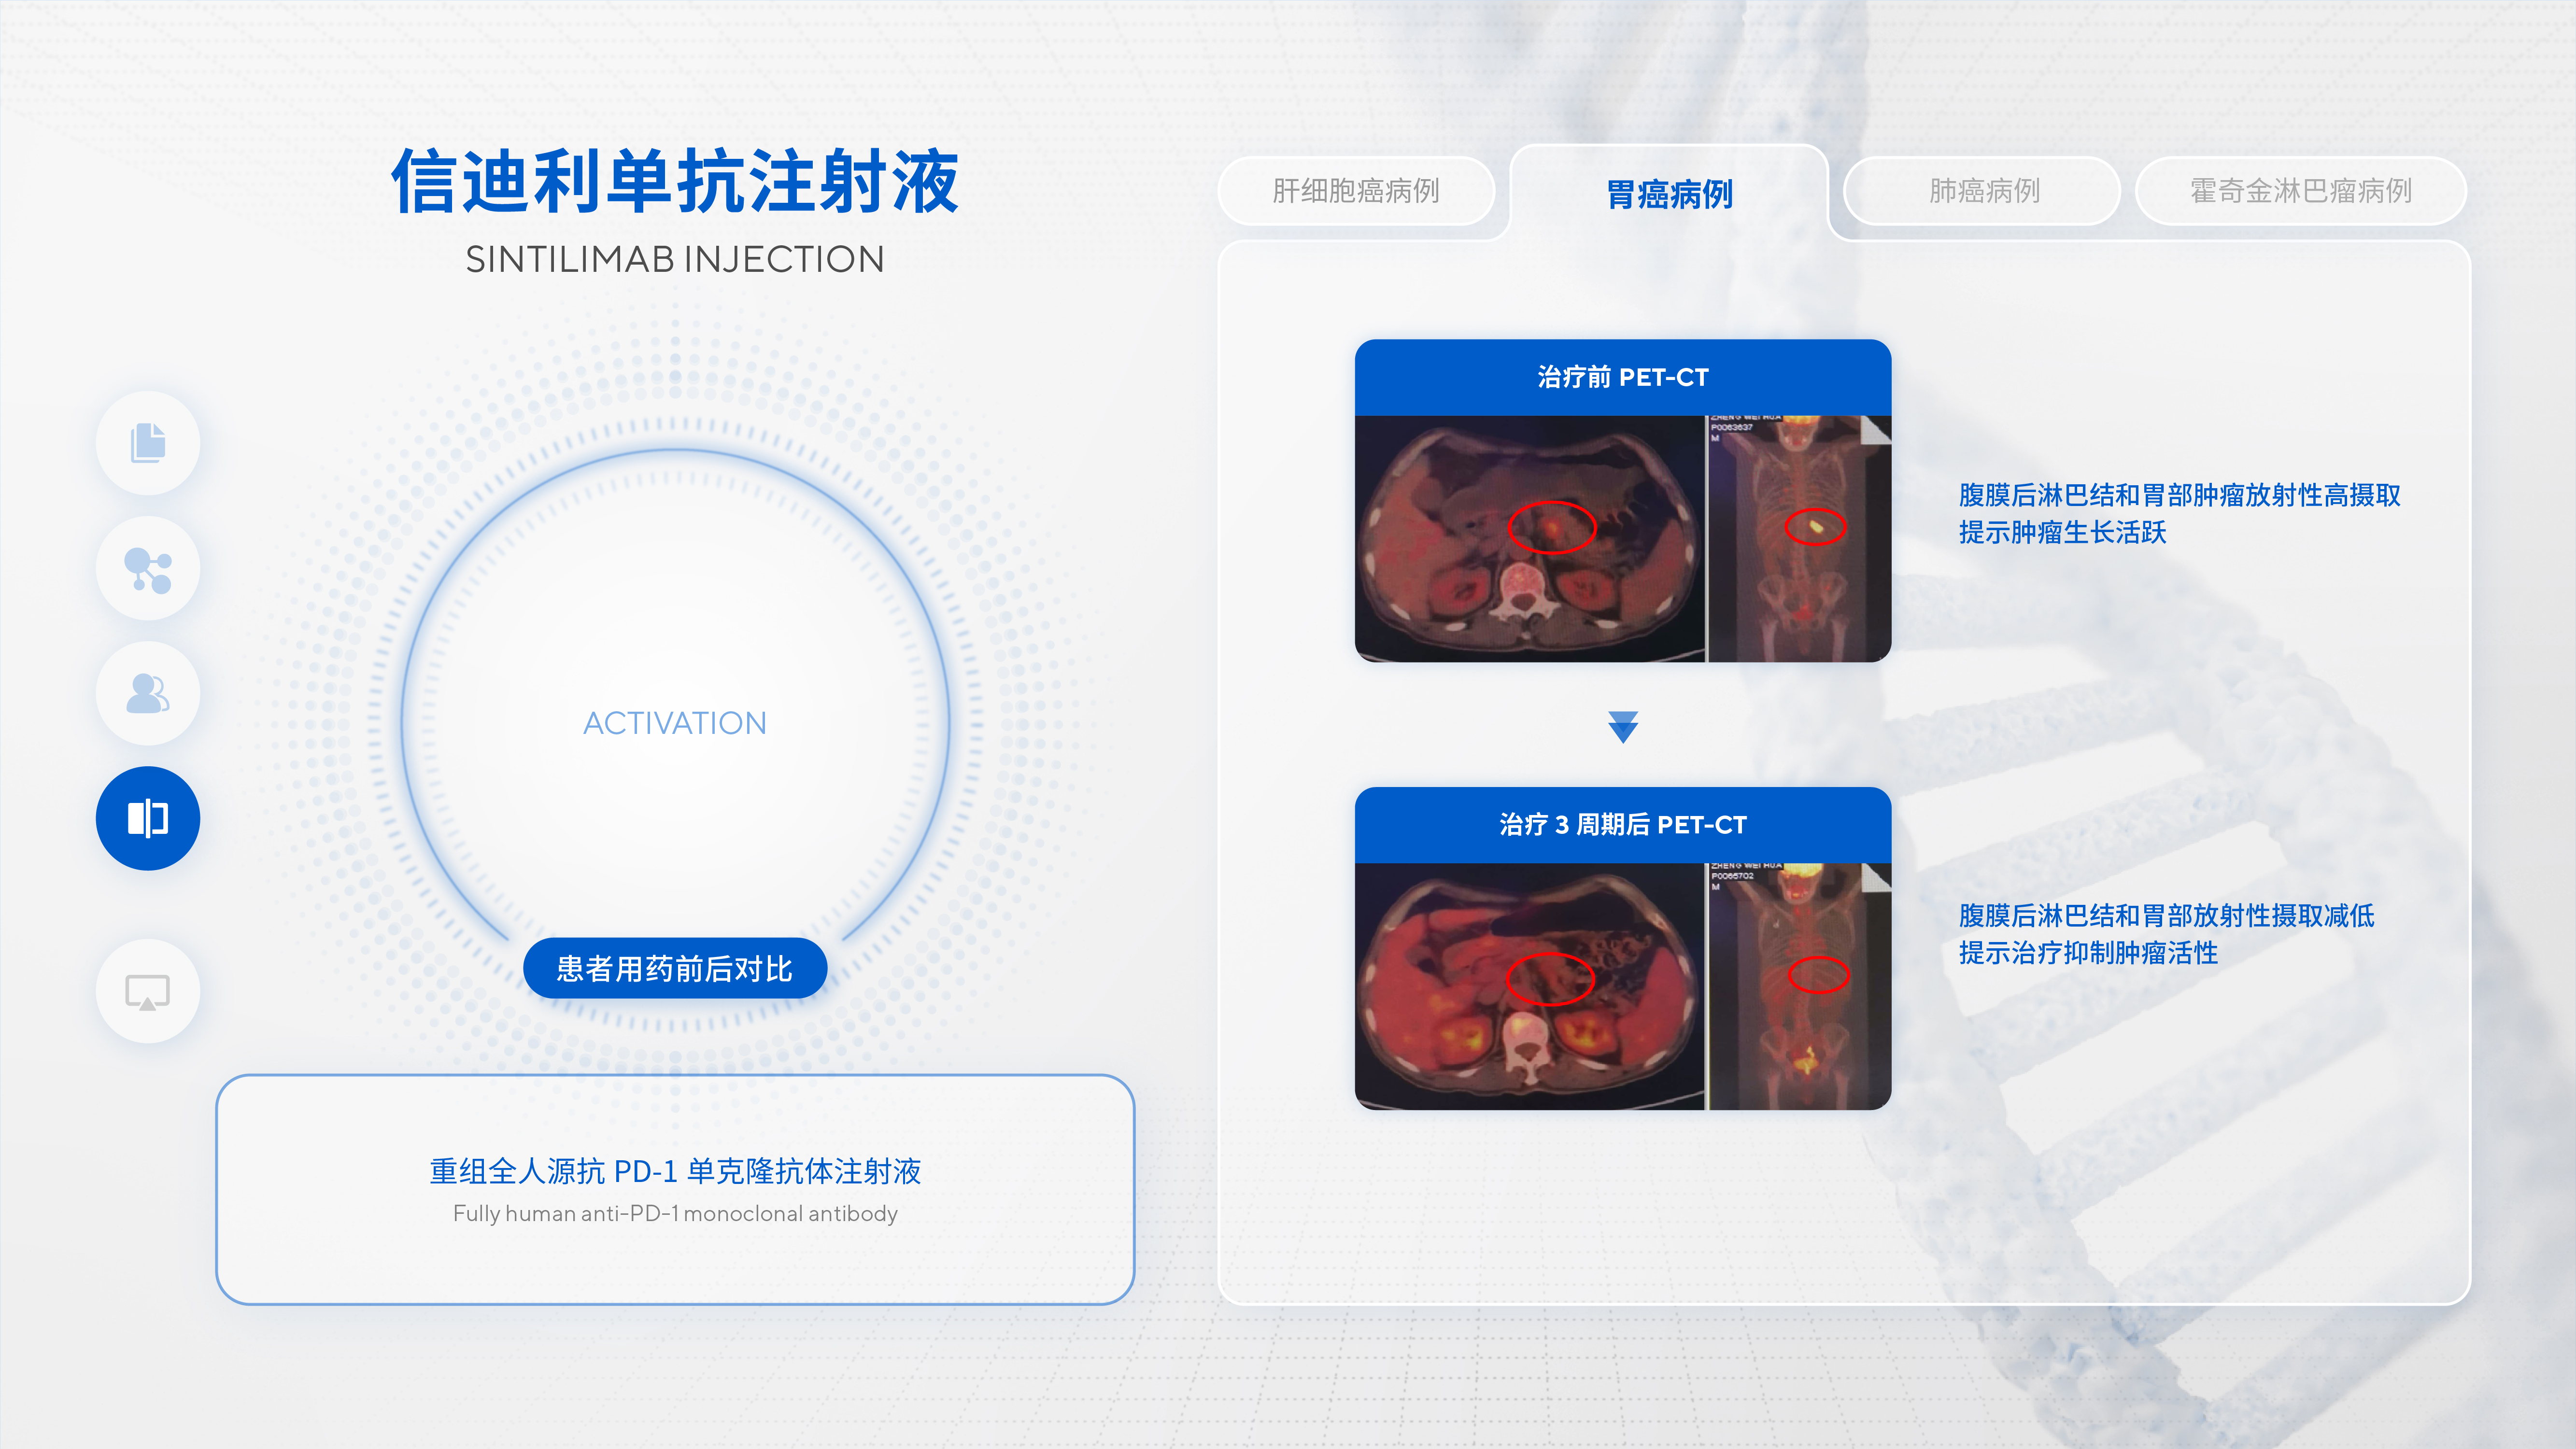 信迪利单抗注射液
SINTILIMAB INJECTION
ACTIVATION
患者用药前后对比
重组全人源抗 PD-1 单克隆抗体注射液
Fully human anti-PD-1 monoclonal antibody
肝细胞癌病例
胃癌病例
肺癌病例
霍奇金淋巴瘤病例
治疗前 PET-CT
ZHENG WEI HUA
P0063637
M
腹膜后淋巴结和胃部肿瘤放射性高摄取
提示肿瘤生长活跃
治疗 3 周期后 PET-CT
ZHENG WEI HUA
P0065702
M
腹膜后淋巴结和胃部放射性摄取减低
提示治疗抑制肿瘤活性